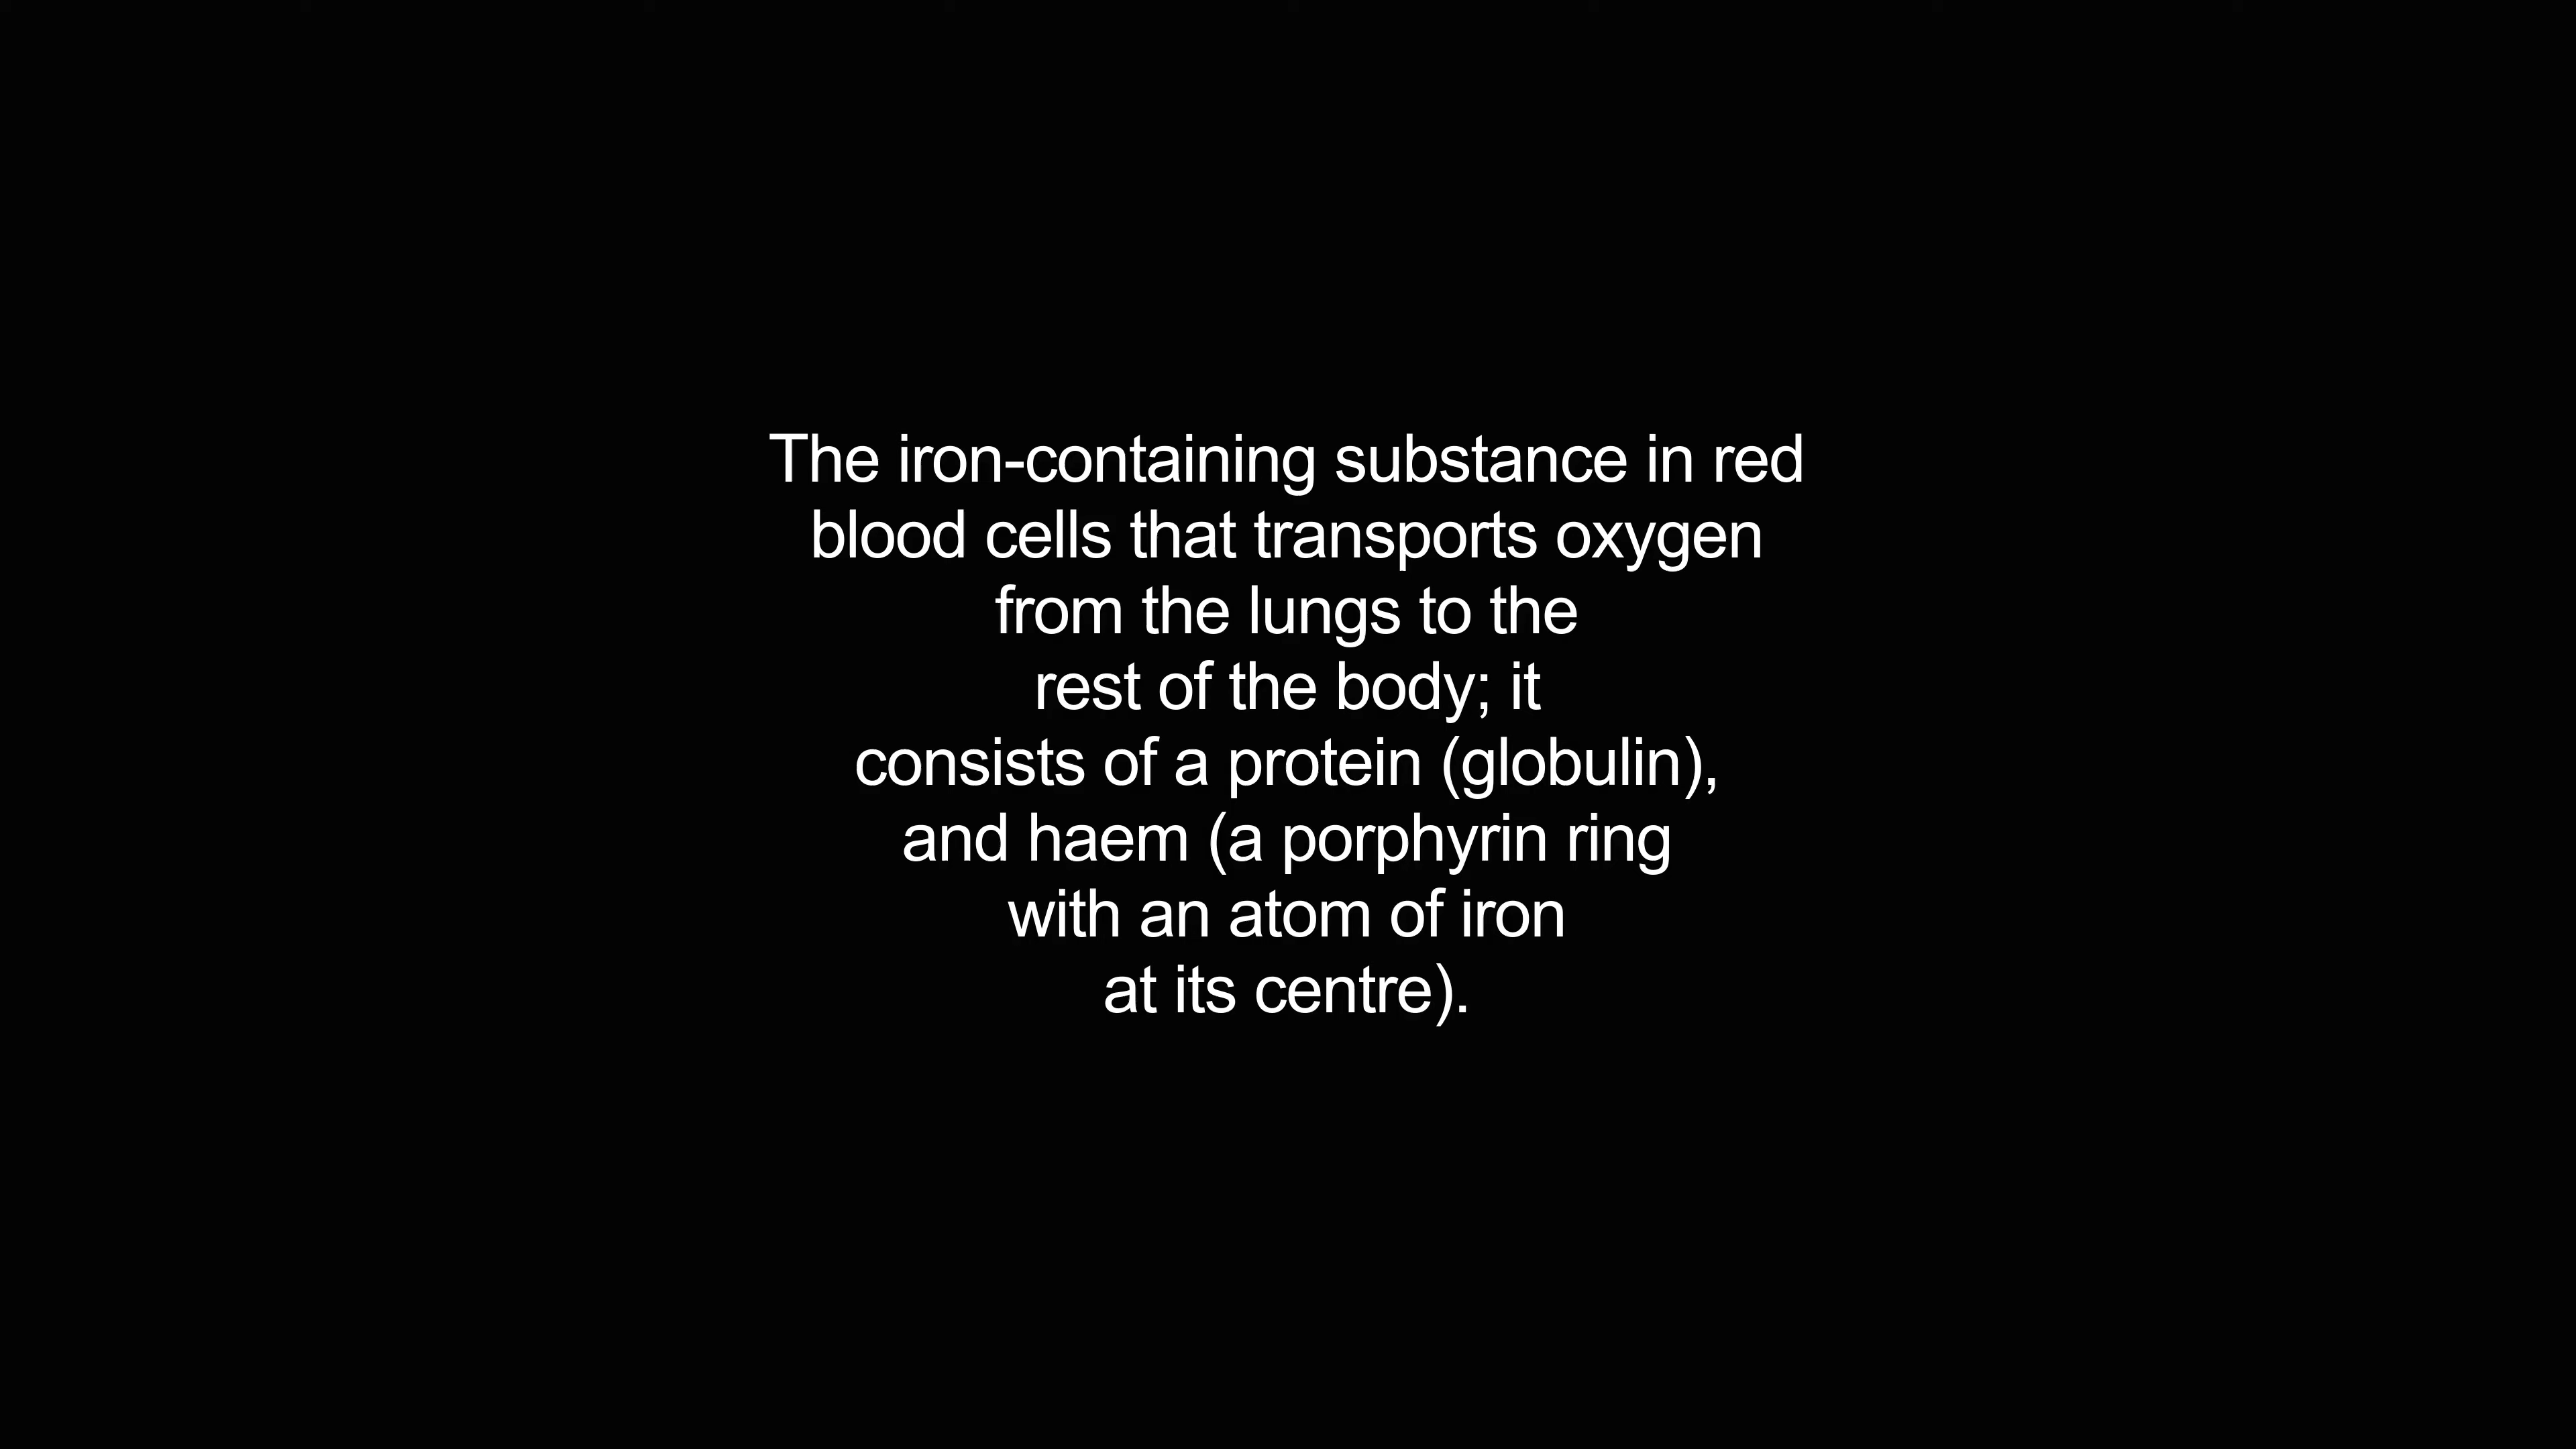 The iron-containing substance in red
blood cells that transports oxygen
from the lungs to the
rest of the body; it
consists of a protein (globulin),
and haem (a porphyrin ring
with an atom of iron
at its centre).